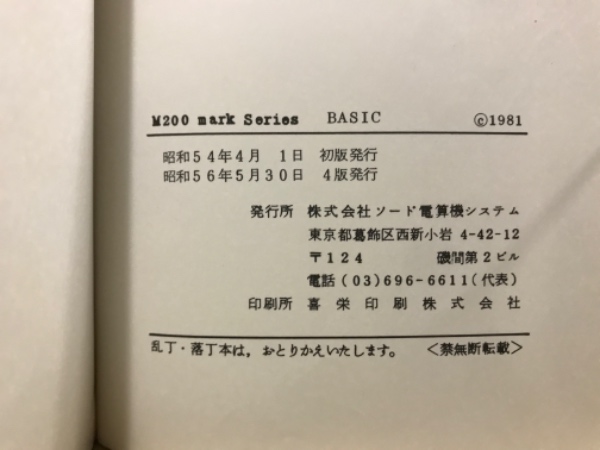 M200 mark Series BASIC ©1981
昭和54年4月 1日 初版発行
昭和56年5月30日 4版発行
発行所 株式会社ソード電算機システム
東京都葛飾区西新小岩 4-42-12
〒124 磯間第2ビル
電話(03)696-6611(代表)
印刷所 喜栄印刷株式会社
乱丁・落丁本は,おとりかえいたします。 <禁無断転載>